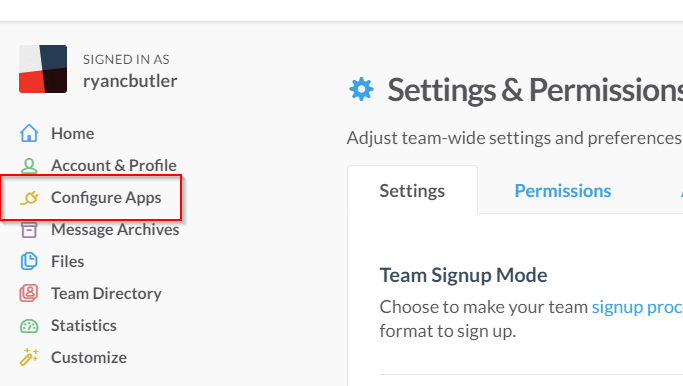 SIGNED IN AS
ryancbutler
Home
Account & Profile
Configure Apps
Message Archives
Files
Team Directory
Statistics
Customize
Settings & Permissions
Adjust team-wide settings and preferences
Settings
Permissions
Team Signup Mode
Choose to make your team signup proc
format to sign up.